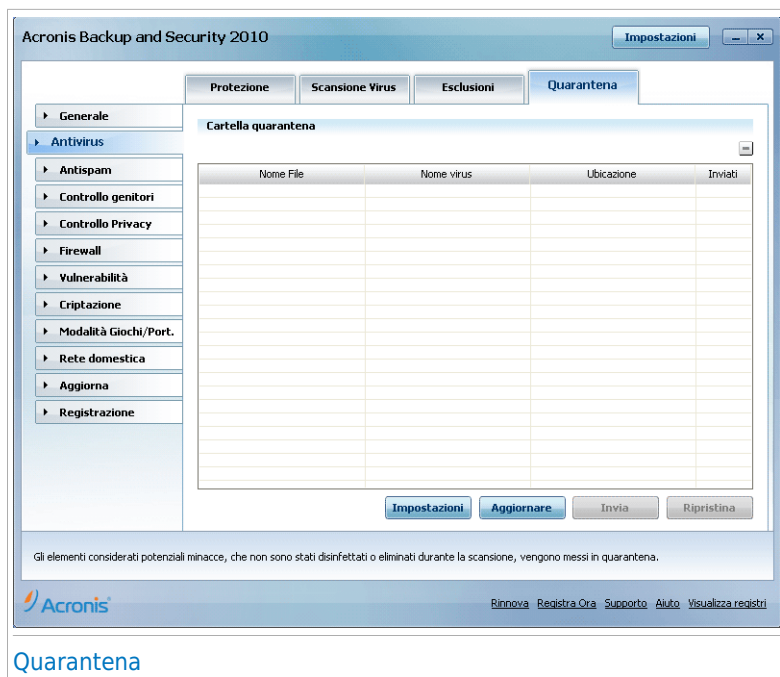 Acronis Backup and Security 2010
Impostazioni
Protezione
Scansione Virus
Esclusioni
Quarantena
Generale
Antivirus
Antispam
Controllo genitori
Controllo Privacy
Firewall
Vulnerabilità
Criptazione
Modalità Giochi/Port.
Rete domestica
Aggiorna
Registrazione
Cartella quarantena
Nome File Nome virus Ubicazione Inviati
Impostazioni Aggiornare Invia Ripristina
Gli elementi considerati potenziali minacce, che non sono stati disinfettati o eliminati durante la scansione, vengono messi in quarantena.
Acronis
Rinnova Registra Ora Supporto Aiuto Visualizza registri
Quarantena